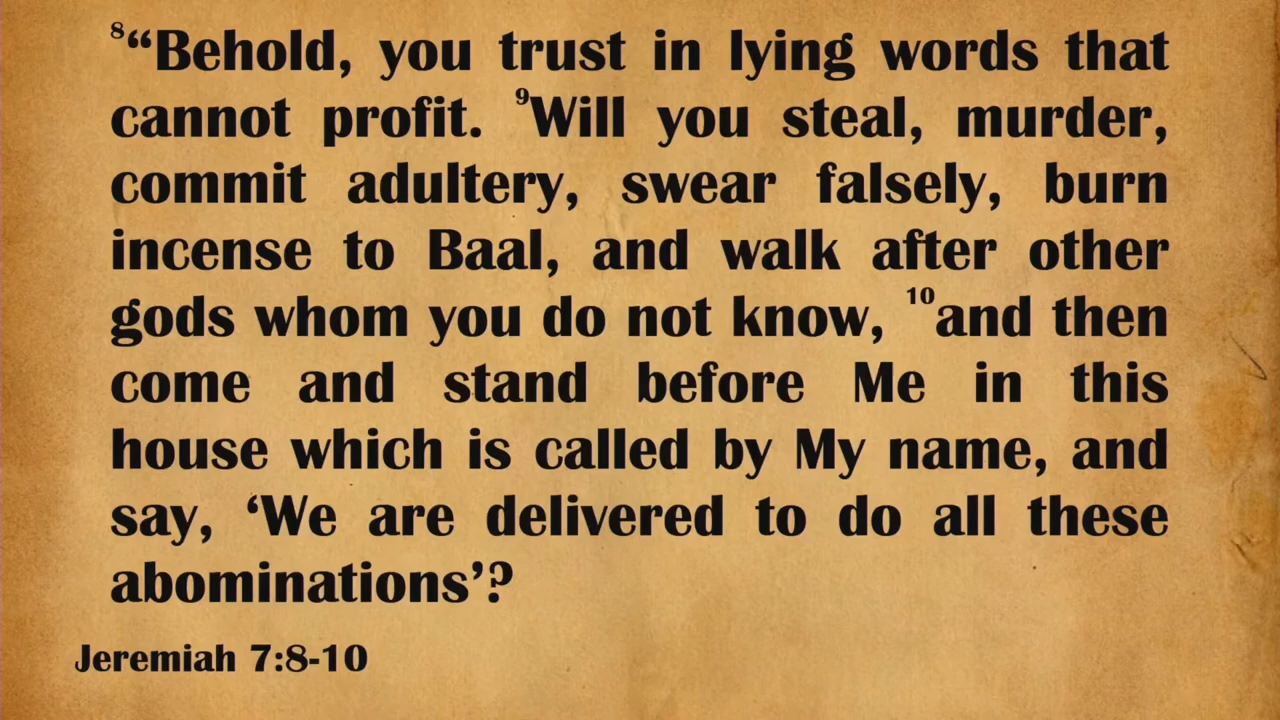 ⁸“Behold, you trust in lying words that
cannot profit. ⁹Will you steal, murder,
commit adultery, swear falsely, burn
incense to Baal, and walk after other
gods whom you do not know, ¹⁰and then
come and stand before Me in this
house which is called by My name, and
say, ‘We are delivered to do all these
abominations’?
Jeremiah 7:8-10